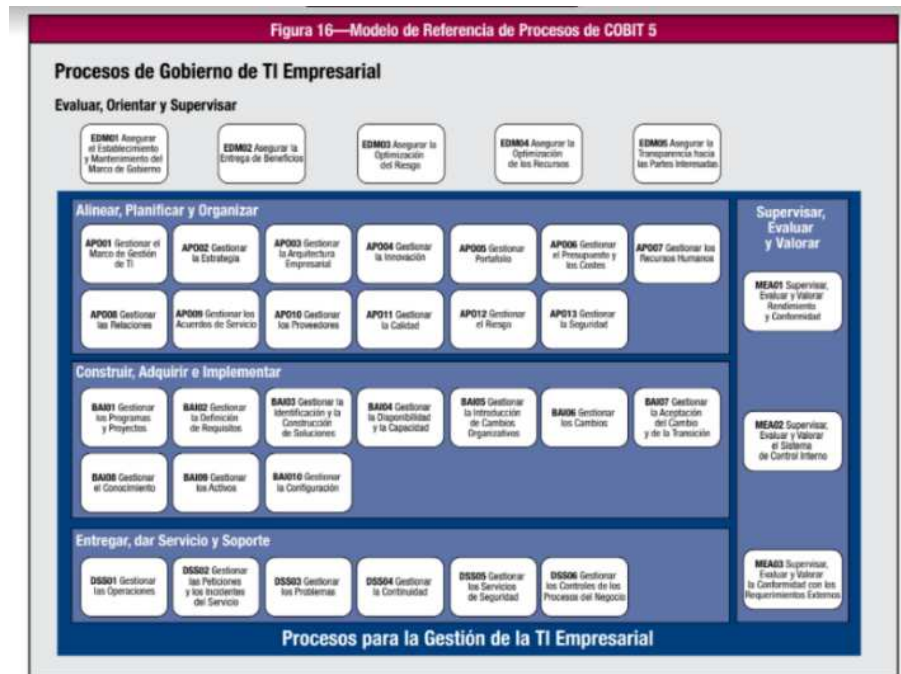 Figura 16—Modelo de Referencia de Procesos de COBIT 5
Procesos de Gobierno de TI Empresarial
Evaluar, Orientar y Supervisar
EDM01 Asegurar
el Establecimiento
y Mantenimiento del
Marco de Gobierno
EDM02 Asegurar la
Entrega de Beneficios
EDM03 Asegurar la
Optimización
del Riesgo
EDM04 Asegurar la
Optimización
de los Recursos
EDM05 Asegurar la
Transparencia hacia
las Partes Interesadas
Alinear, Planificar y Organizar
APO01 Gestionar el
Marco de Gestión
de TI
APO02 Gestionar
la Estrategia
APO03 Gestionar
la Arquitectura
Empresarial
APO04 Gestionar
la Innovación
APO05 Gestionar
Portafolio
APO06 Gestionar
el Presupuesto y
los Costes
APO07 Gestionar los
Recursos Humanos
APO08 Gestionar
las Relaciones
APO09 Gestionar los
Acuerdos de Servicio
APO10 Gestionar
los Proveedores
APO11 Gestionar
la Calidad
APO12 Gestionar
el Riesgo
APO13 Gestionar
la Seguridad
Construir, Adquirir e Implementar
BAI01 Gestionar
los Programas
y Proyectos
BAI02 Gestionar
la Definición
de Requisitos
BAI03 Gestionar la
Identificación y la
Construcción
de Soluciones
BAI04 Gestionar
la Disponibilidad
y la Capacidad
BAI05 Gestionar
la Introducción
de Cambios
Organizativos
BAI06 Gestionar
los Cambios
BAI07 Gestionar
la Aceptación
del Cambio
y de la Transición
BAI08 Gestionar
el Conocimiento
BAI09 Gestionar
los Activos
BAI010 Gestionar
la Configuración
Entregar, dar Servicio y Soporte
DSS01 Gestionar
las Operaciones
DSS02 Gestionar
las Peticiones
y los Incidentes
del Servicio
DSS03 Gestionar
los Problemas
DSS04 Gestionar
la Continuidad
DSS05 Gestionar
los Servicios
de Seguridad
DSS06 Gestionar
los Controles de los
Procesos del Negocio
Supervisar,
Evaluar
y Valorar
MEA01 Supervisar,
Evaluar y Valorar
Rendimiento
y Conformidad
MEA02 Supervisar,
Evaluar y Valorar
el Sistema
de Control Interno
MEA03 Supervisar,
Evaluar y Valorar
la Conformidad con los
Requerimientos Externos
Procesos para la Gestión de la TI Empresarial